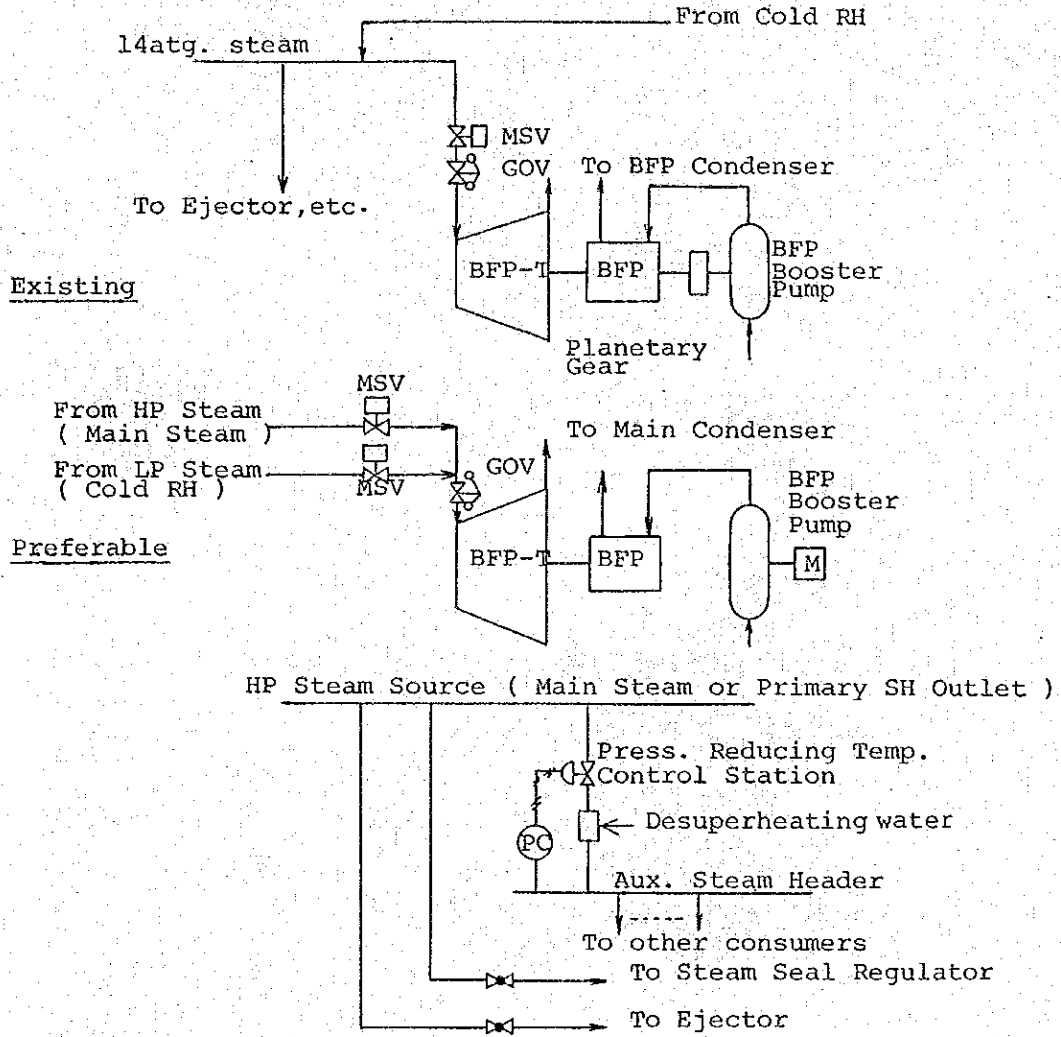 From Cold RH
14atg. steam
MSV
GOV
To BFP Condenser
To Ejector,etc.
BFP-T
BFP
BFP
Booster
Pump
Existing
Planetary
Gear
MSV
From HP Steam
( Main Steam )
To Main Condenser
From LP Steam
( Cold RH )
MSV
GOV
BFP
Booster
Pump
Preferable
BFP-T
BFP
M
HP Steam Source ( Main Steam or Primary SH Outlet )
Press. Reducing Temp.
Control Station
Desuperheating water
PC
Aux. Steam Header
To other consumers
To Steam Seal Regulator
To Ejector